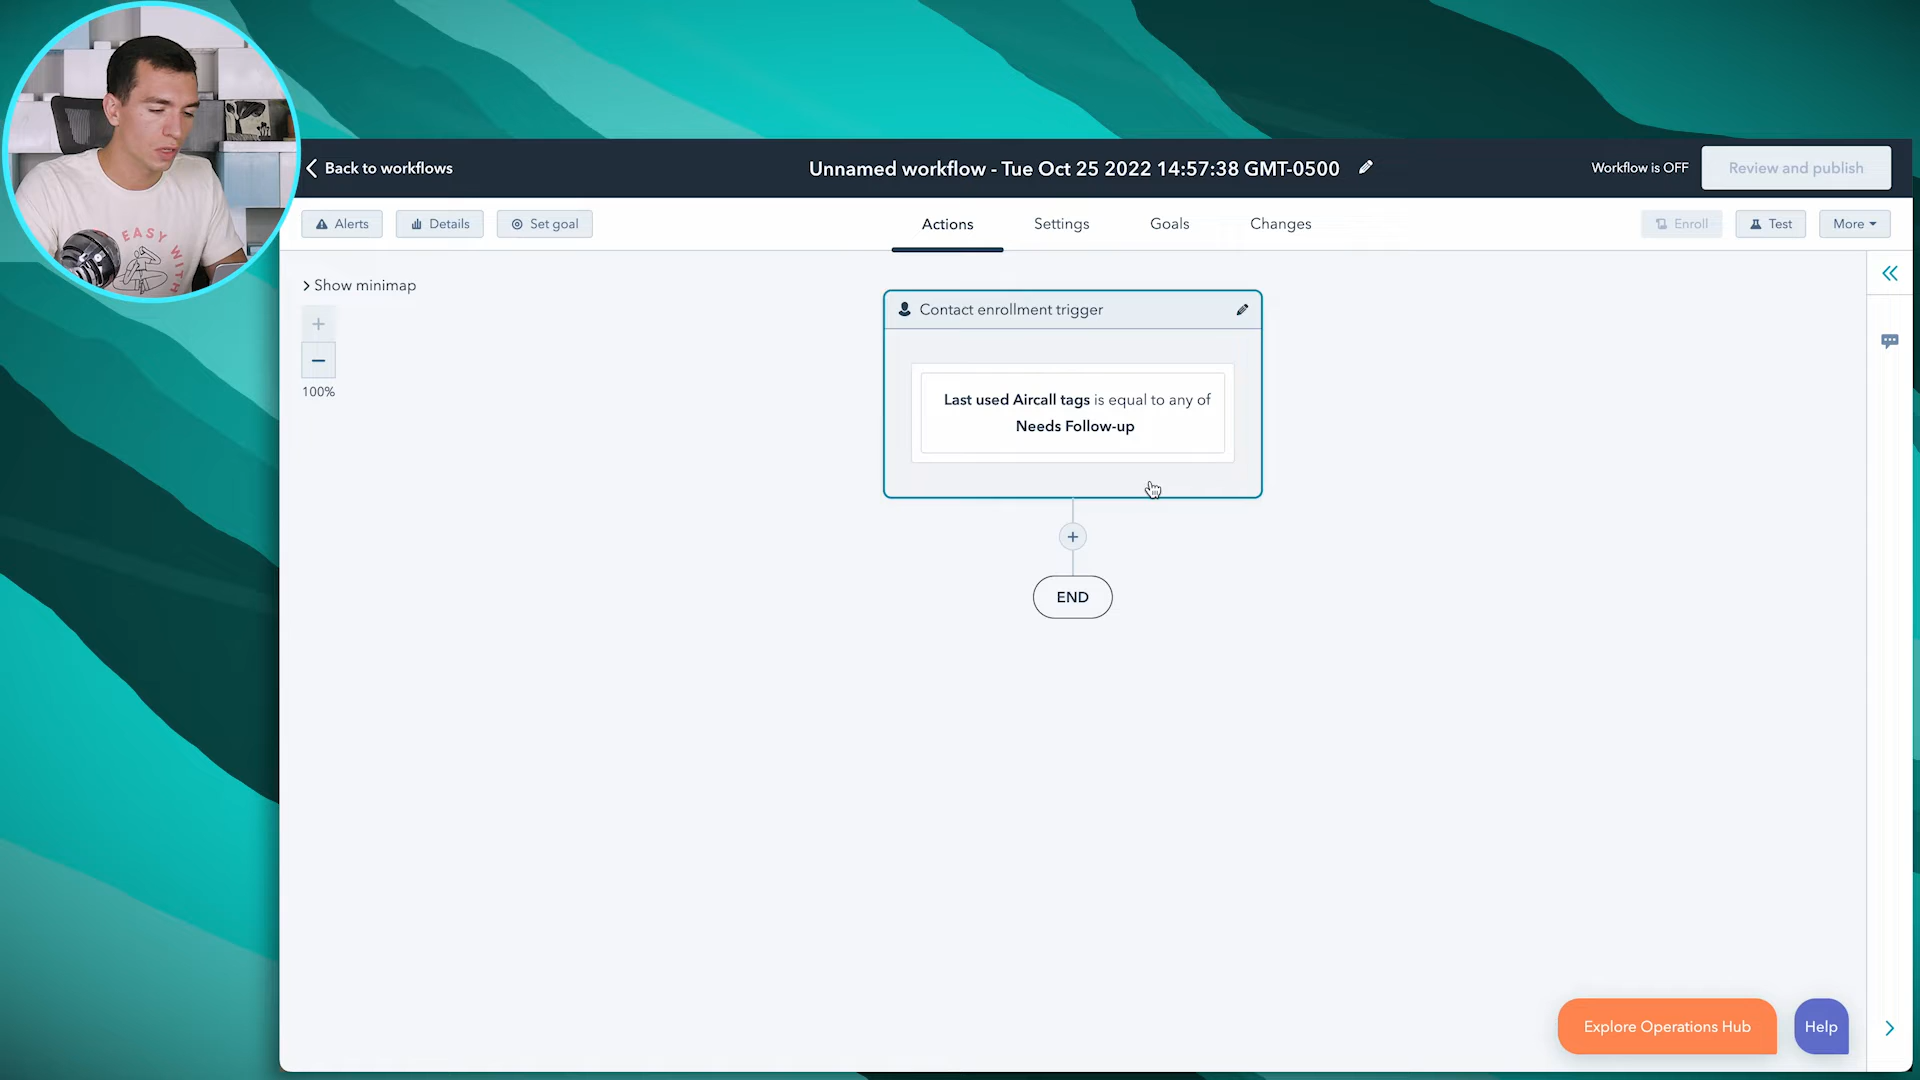 Back to workflows
Unnamed workflow - Tue Oct 25 2022 14:57:38 GMT-0500
Workflow is OFF
Review and publish
Alerts
Details
Set goal
Actions
Settings
Goals
Changes
Enroll
Test
More
Show minimap
100%
Contact enrollment trigger
Last used Aircall tags is equal to any of
Needs Follow-up
END
Explore Operations Hub
Help
EASY
WITH